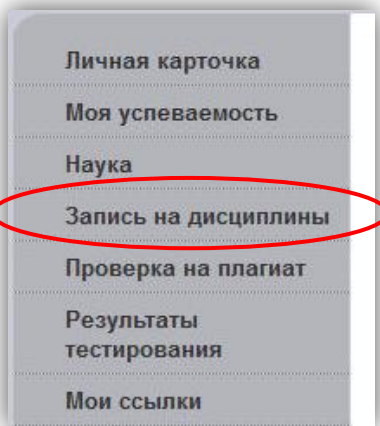 Личная карточка
Моя успеваемость
Наука
Запись на дисциплины
Проверка на плагиат
Результаты
тестирования
Мои ссылки